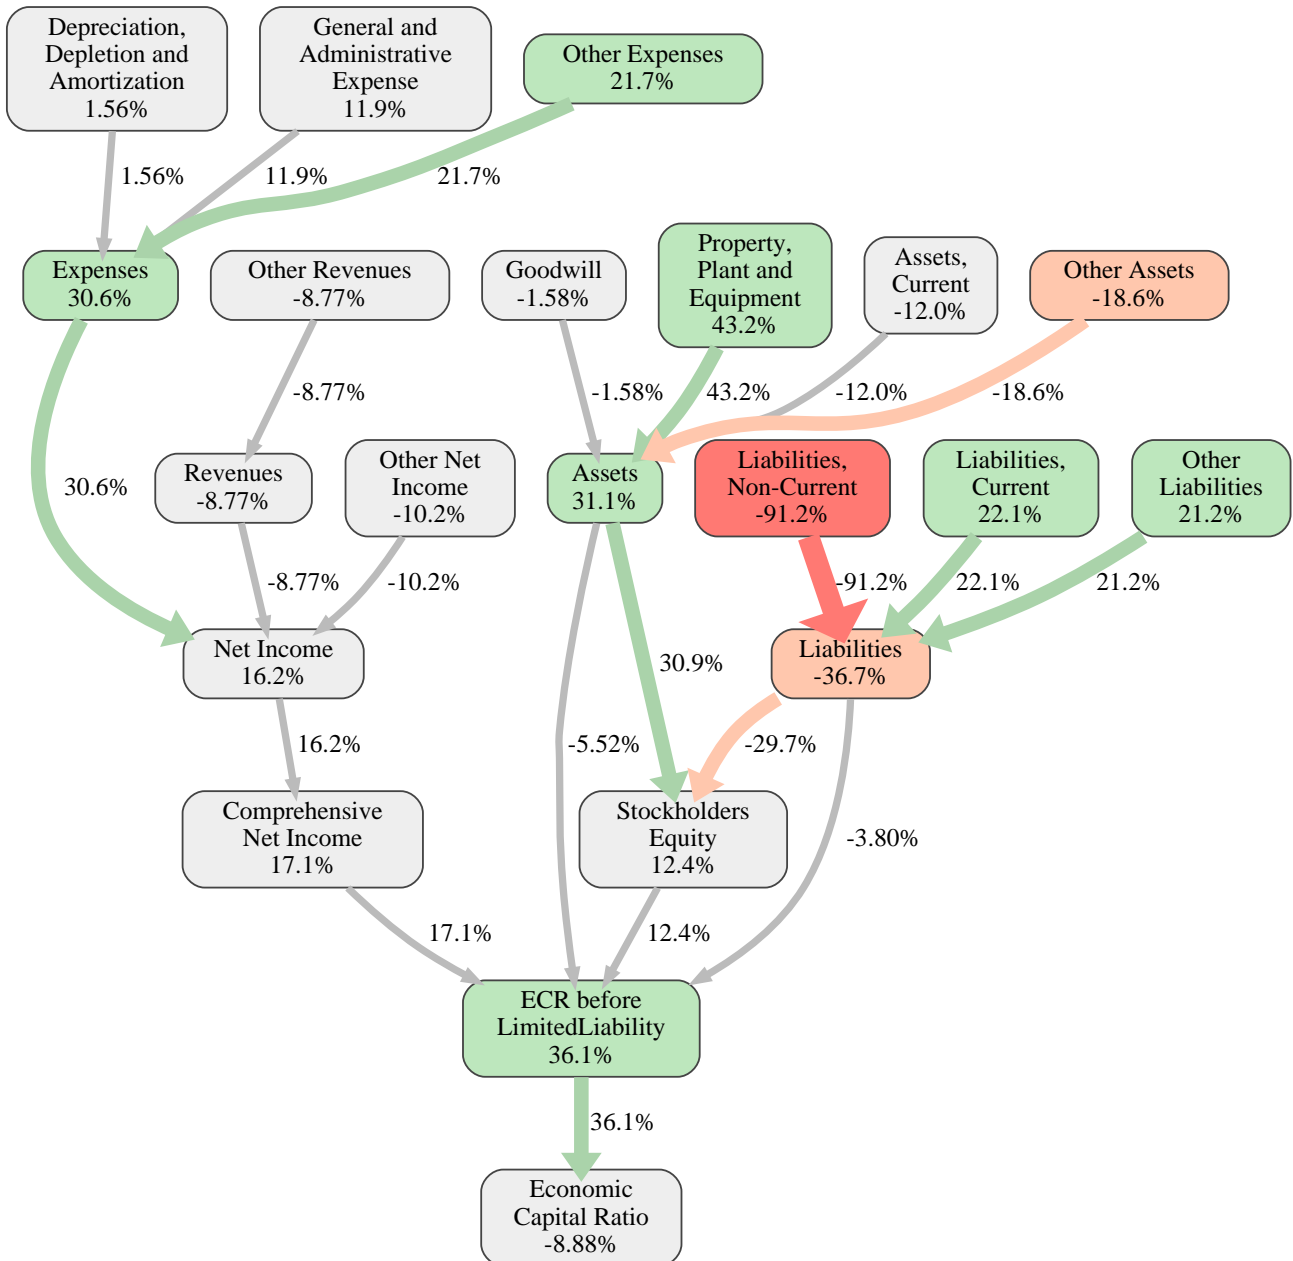 Depreciation,
Depletion and
Amortization
1.56%
General and
Administrative
Expense
11.9%
Other Expenses
21.7%
1.56%
11.9%
21.7%
Expenses
30.6%
Other Revenues
-8.77%
Goodwill
-1.58%
Property,
Plant and
Equipment
43.2%
Assets,
Current
-12.0%
Other Assets
-18.6%
-8.77%
-1.58%
43.2%
-12.0%
-18.6%
30.6%
Revenues
-8.77%
Other Net
Income
-10.2%
Assets
31.1%
Liabilities,
Non-Current
-91.2%
Liabilities,
Current
22.1%
Other
Liabilities
21.2%
-8.77%
-10.2%
-91.2%
22.1%
21.2%
Net Income
16.2%
30.9%
Liabilities
-36.7%
16.2%
-5.52%
-29.7%
Comprehensive
Net Income
17.1%
Stockholders
Equity
12.4%
-3.80%
17.1%
12.4%
ECR before
LimitedLiability
36.1%
36.1%
Economic
Capital Ratio
-8.88%